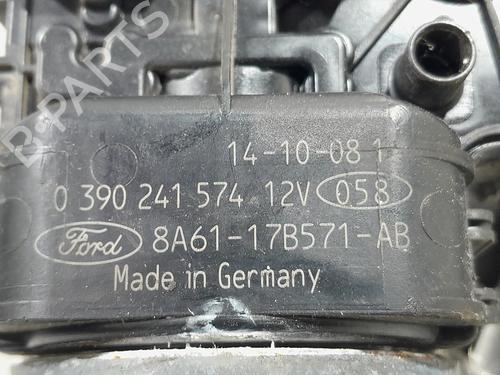 B-PARTS
14-10-08 1
0 390 241 574 12V 058
Ford 8A61-17B571-AB
Made in Germany